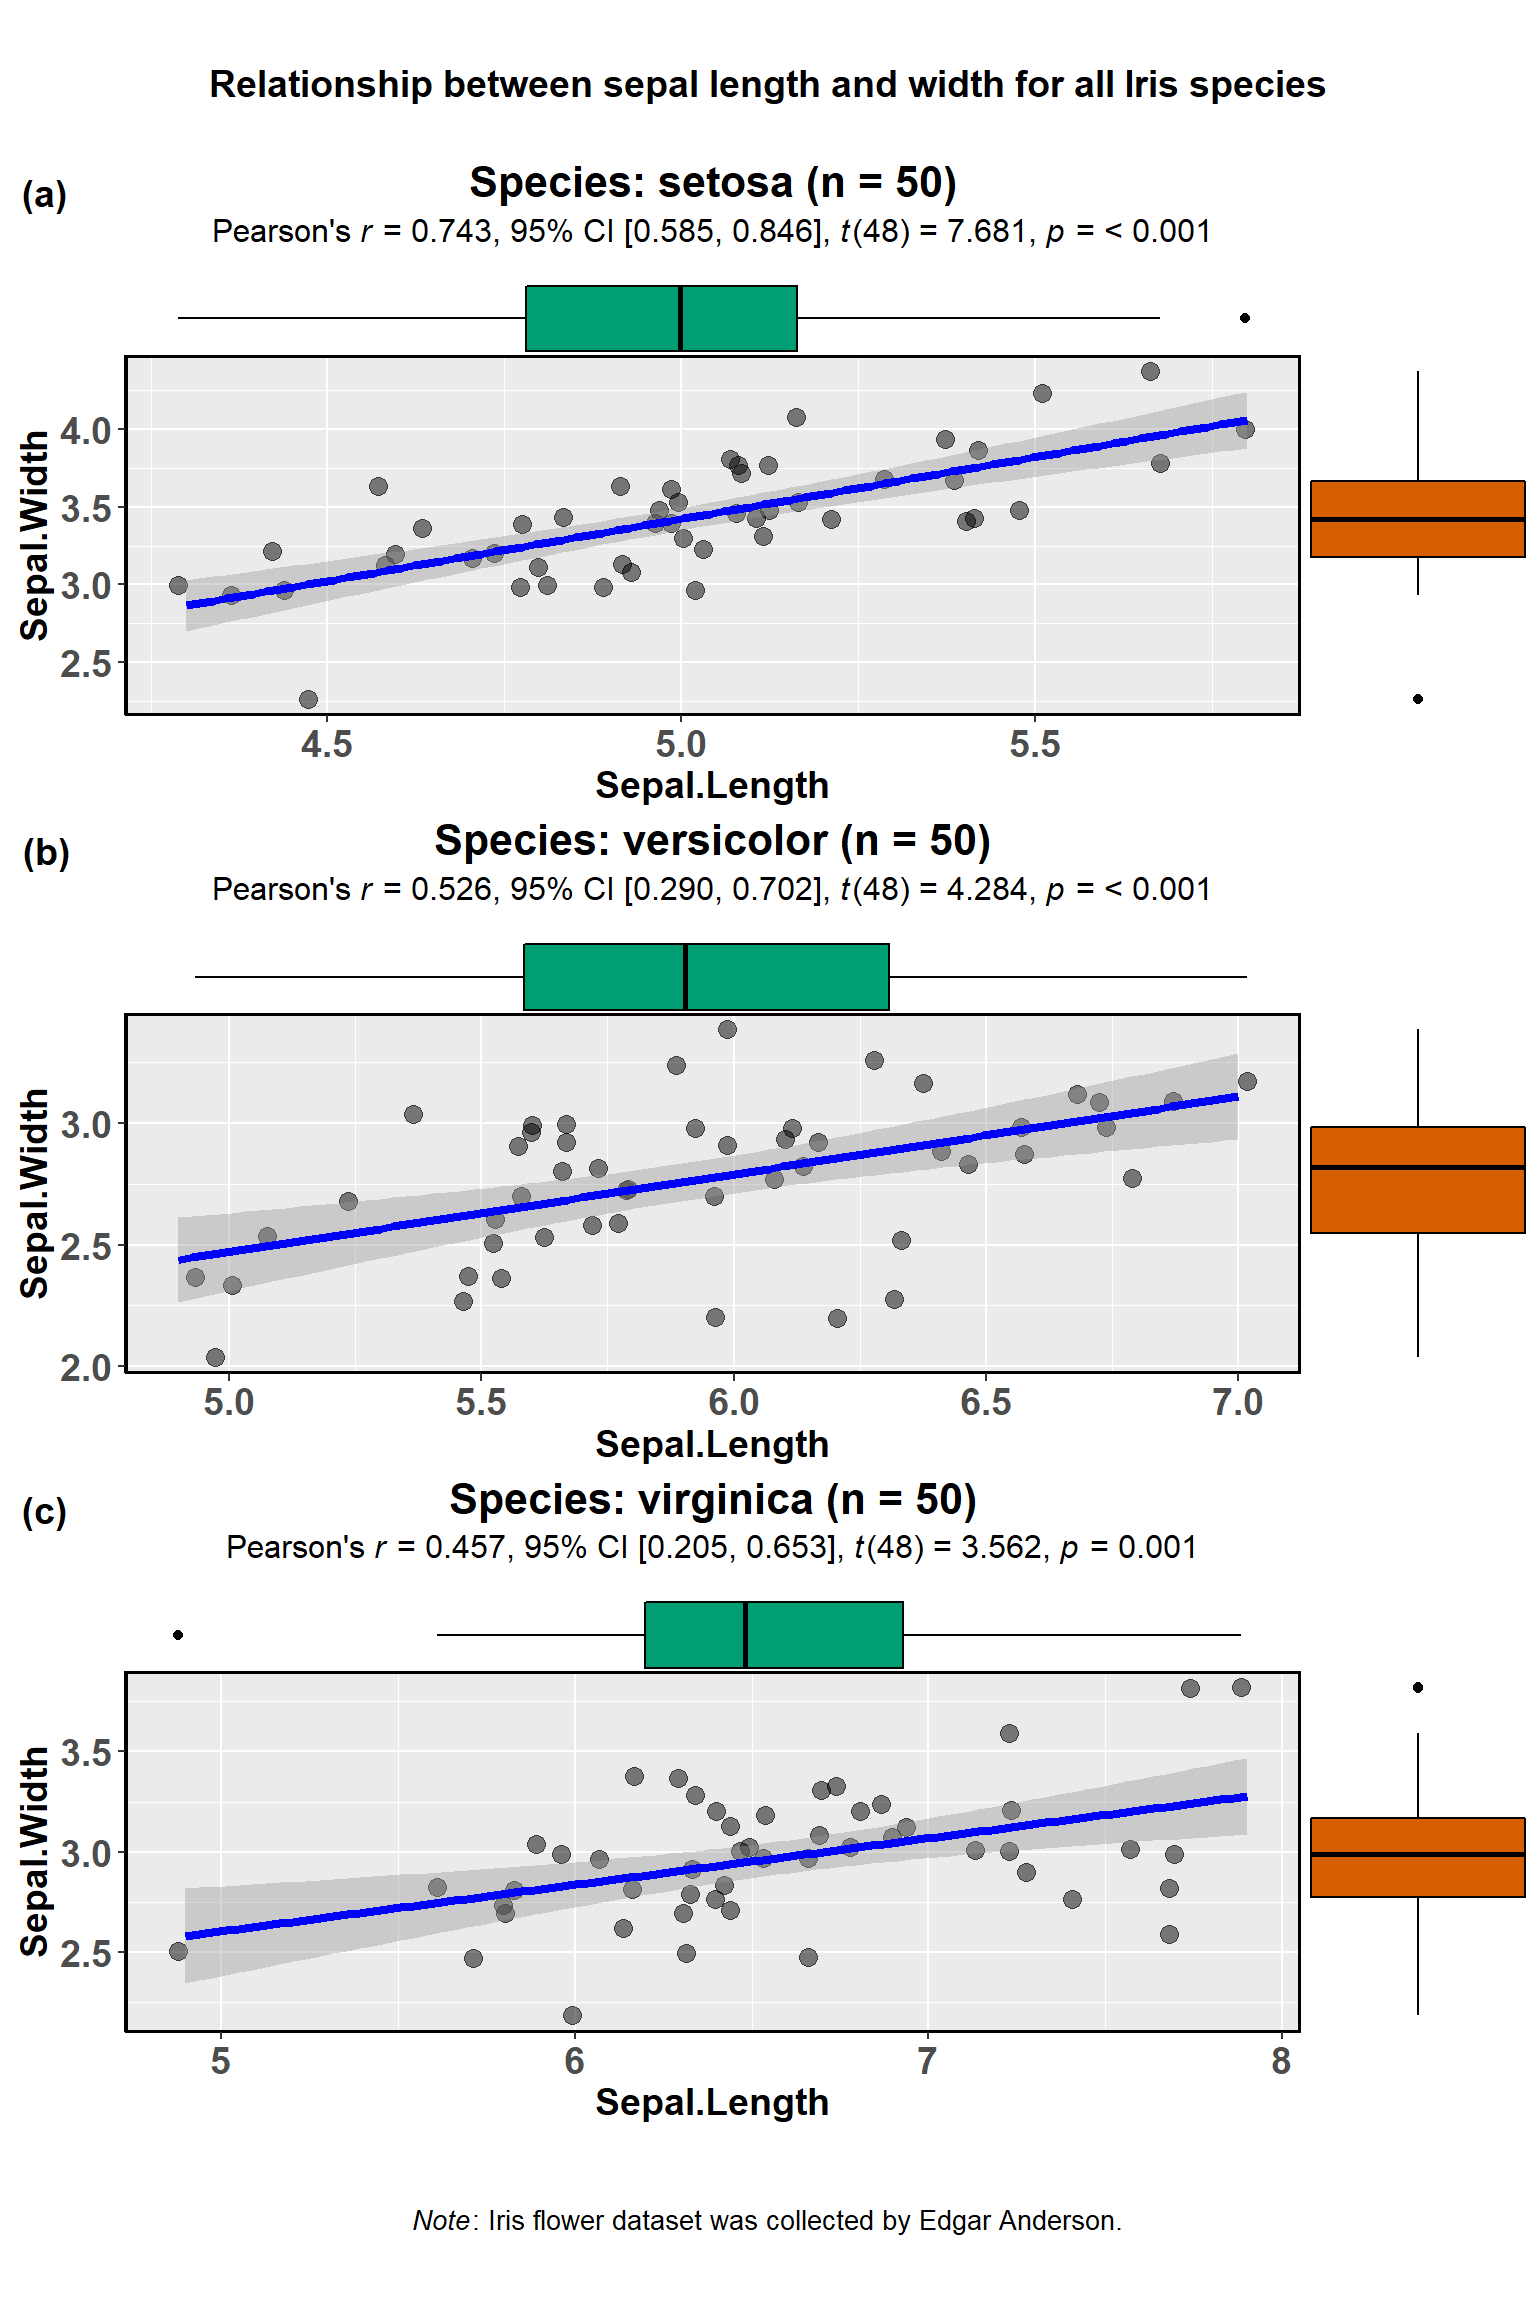 Relationship between sepal length and width for all Iris species
(a)
Species: setosa (n = 50)
Pearson's r = 0.743, 95% CI [0.585, 0.846], t(48) = 7.681, p = < 0.001
Sepal.Width
4.0
3.5
3.0
2.5
4.5 5.0 5.5
Sepal.Length
(b)
Species: versicolor (n = 50)
Pearson's r = 0.526, 95% CI [0.290, 0.702], t(48) = 4.284, p = < 0.001
Sepal.Width
3.0
2.5
2.0
5.0 5.5 6.0 6.5 7.0
Sepal.Length
(c)
Species: virginica (n = 50)
Pearson's r = 0.457, 95% CI [0.205, 0.653], t(48) = 3.562, p = 0.001
Sepal.Width
3.5
3.0
2.5
5 6 7 8
Sepal.Length
Note: Iris flower dataset was collected by Edgar Anderson.